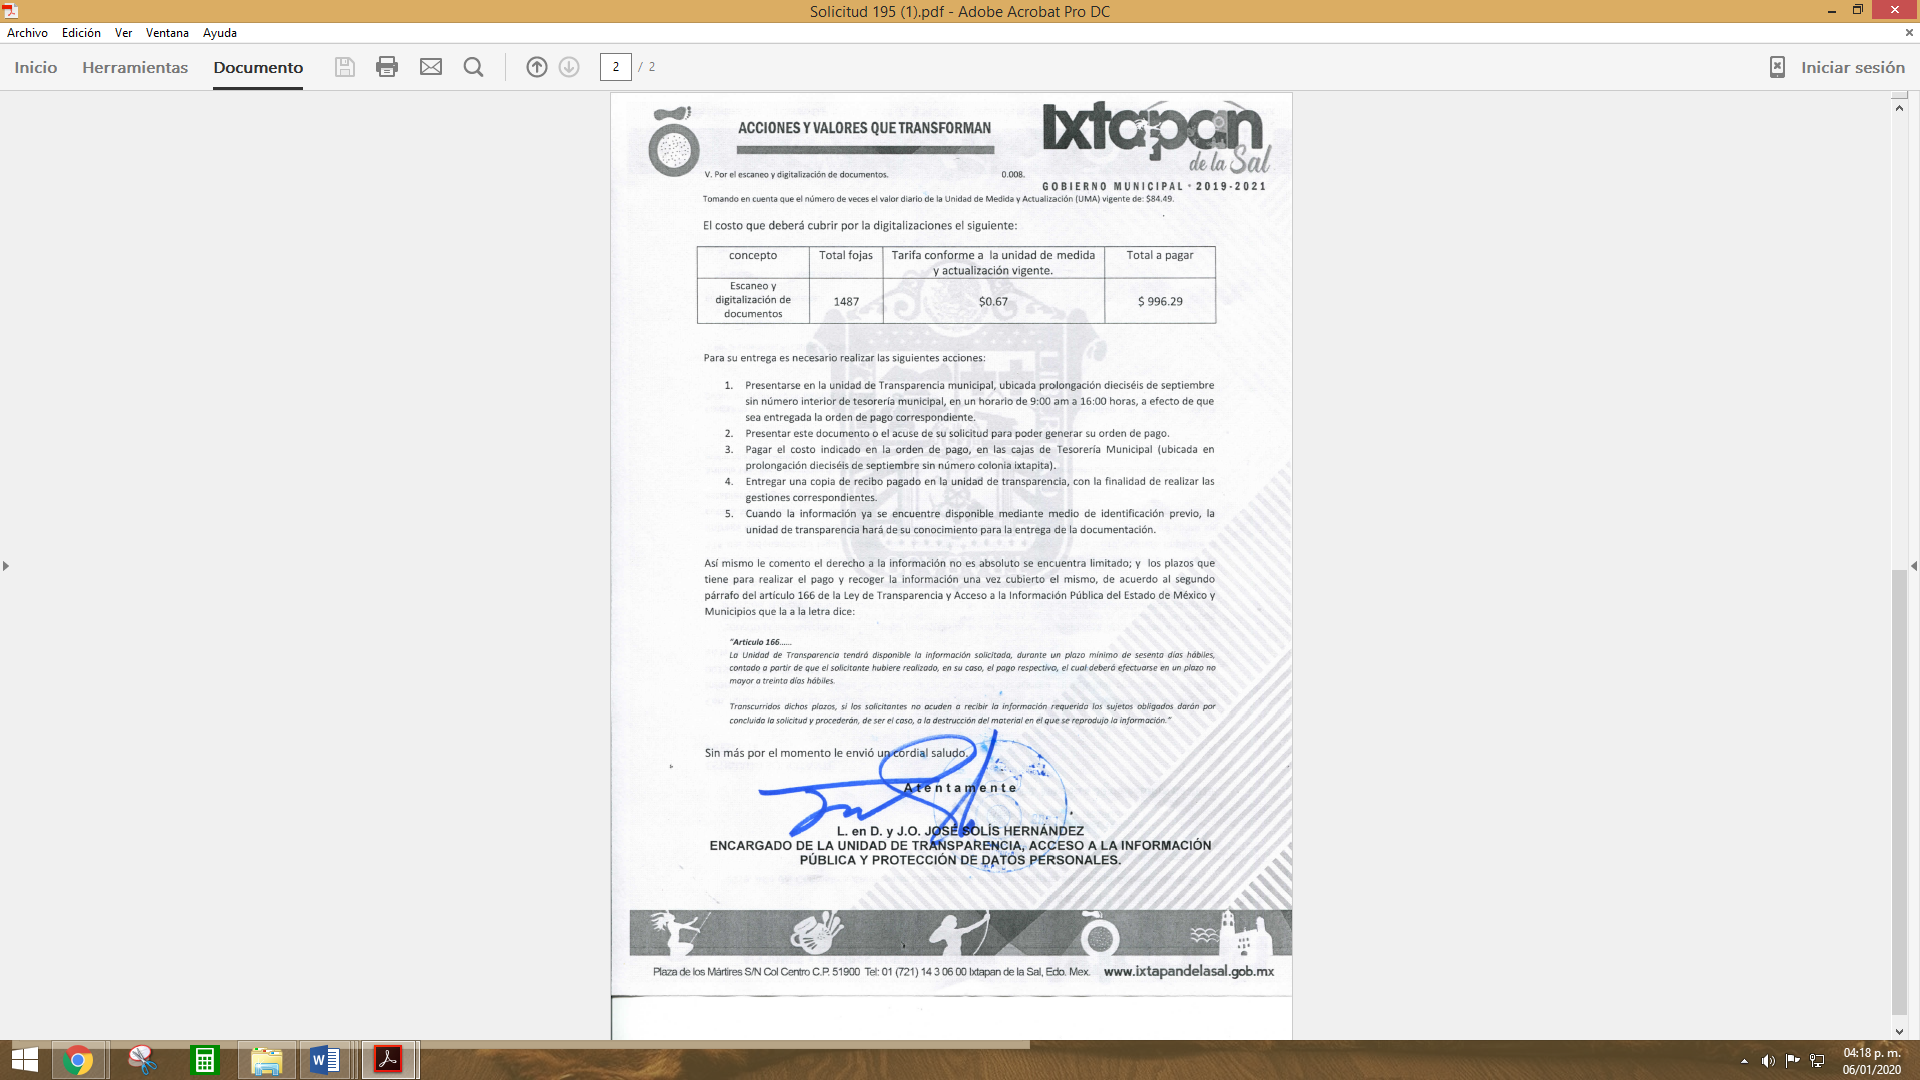 Solicitud 195 (1).pdf - Adobe Acrobat Pro DC
Archivo Edición Ver Ventana Ayuda
Inicio Herramientas Documento 2 / 2 Iniciar sesión
ACCIONES Y VALORES QUE TRANSFORMAN
Ixtapan
de la Sal
GOBIERNO MUNICIPAL • 2019-2021
V. Por el escaneo y digitalización de documentos. 0.008.
Tomando en cuenta que el número de veces el valor diario de la Unidad de Medida y Actualización (UMA) vigente de: $84.49.
El costo que deberá cubrir por la digitalizaciones el siguiente:
concepto Total fojas Tarifa conforme a la unidad de medida Total a pagar
y actualización vigente.
Escaneo y
digitalización de 1487 $0.67 $ 996.29
documentos
Para su entrega es necesario realizar las siguientes acciones:
1. Presentarse en la unidad de Transparencia municipal, ubicada prolongación dieciséis de septiembre
sin número interior de tesorería municipal, en un horario de 9:00 am a 16:00 horas, a efecto de que
sea entregada la orden de pago correspondiente.
2. Presentar este documento o el acuse de su solicitud para poder generar su orden de pago.
3. Pagar el costo indicado en la orden de pago, en las cajas de Tesorería Municipal (ubicada en
prolongación dieciséis de septiembre sin número colonia ixtapita).
4. Entregar una copia de recibo pagado en la unidad de transparencia, con la finalidad de realizar las
gestiones correspondientes.
5. Cuando la información ya se encuentre disponible mediante medio de identificación previo, la
unidad de transparencia hará de su conocimiento para la entrega de la documentación.
Así mismo le comento el derecho a la información no es absoluto se encuentra limitado; y los plazos que
tiene para realizar el pago y recoger la información una vez cubierto el mismo, de acuerdo al segundo
párrafo del artículo 166 de la Ley de Transparencia y Acceso a la Información Pública del Estado de México y
Municipios que la a la letra dice:
"Articulo 166......
La Unidad de Transparencia tendrá disponible la información solicitada, durante un plazo mínimo de sesenta días hábiles,
contado a partir de que el solicitante hubiere realizado, en su caso, el pago respectivo, el cual deberá efectuarse en un plazo no
mayor a treinta días hábiles.
Transcurridos dichos plazos, si los solicitantes no acuden a recibir la información requerida los sujetos obligados darán por
concluida la solicitud y procederán, de ser el caso, a la destrucción del material en el que se reprodujo la información."
Sin más por el momento le envió un cordial saludo.
Atentamente
L. en D. y J.O. JOSÉ SOLÍS HERNÁNDEZ
ENCARGADO DE LA UNIDAD DE TRANSPARENCIA, ACCESO A LA INFORMACIÓN
PÚBLICA Y PROTECCIÓN DE DATOS PERSONALES.
Plaza de los Mártires S/N Col Centro C.P. 51900 Tel: 01 (721) 14 3 06 00 Ixtapan de la Sal, Edo. Mex. www.ixtapandelasal.gob.mx
04:18 p. m.
06/01/2020